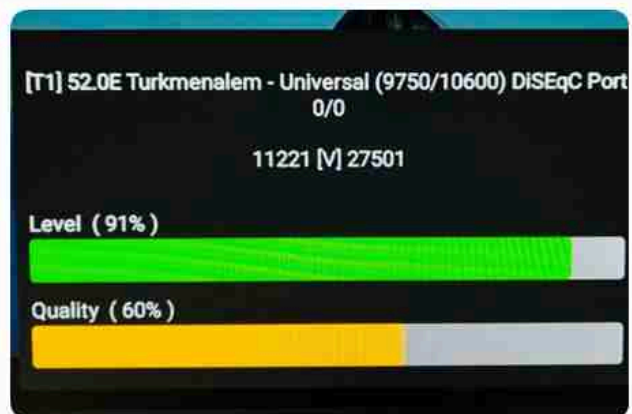 [T1] 52.0E Turkmenalem - Universal (9750/10600) DiSEqC Port
0/0
11221 [V] 27501
Level ( 91% )
Quality ( 60% )